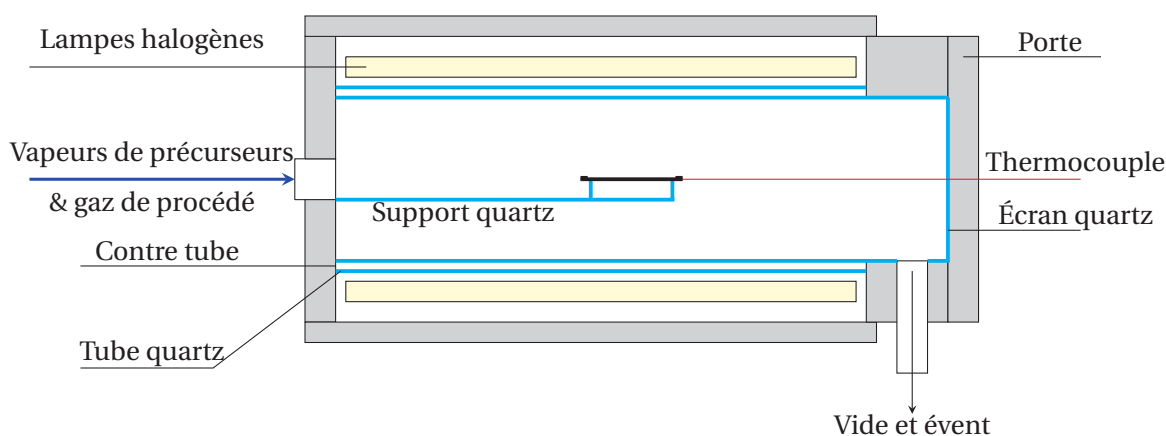 Lampes halogènes
Porte
Vapeurs de précurseurs
& gaz de procédé
Thermocouple
Support quartz
Écran quartz
Contre tube
Tube quartz
Vide et évent